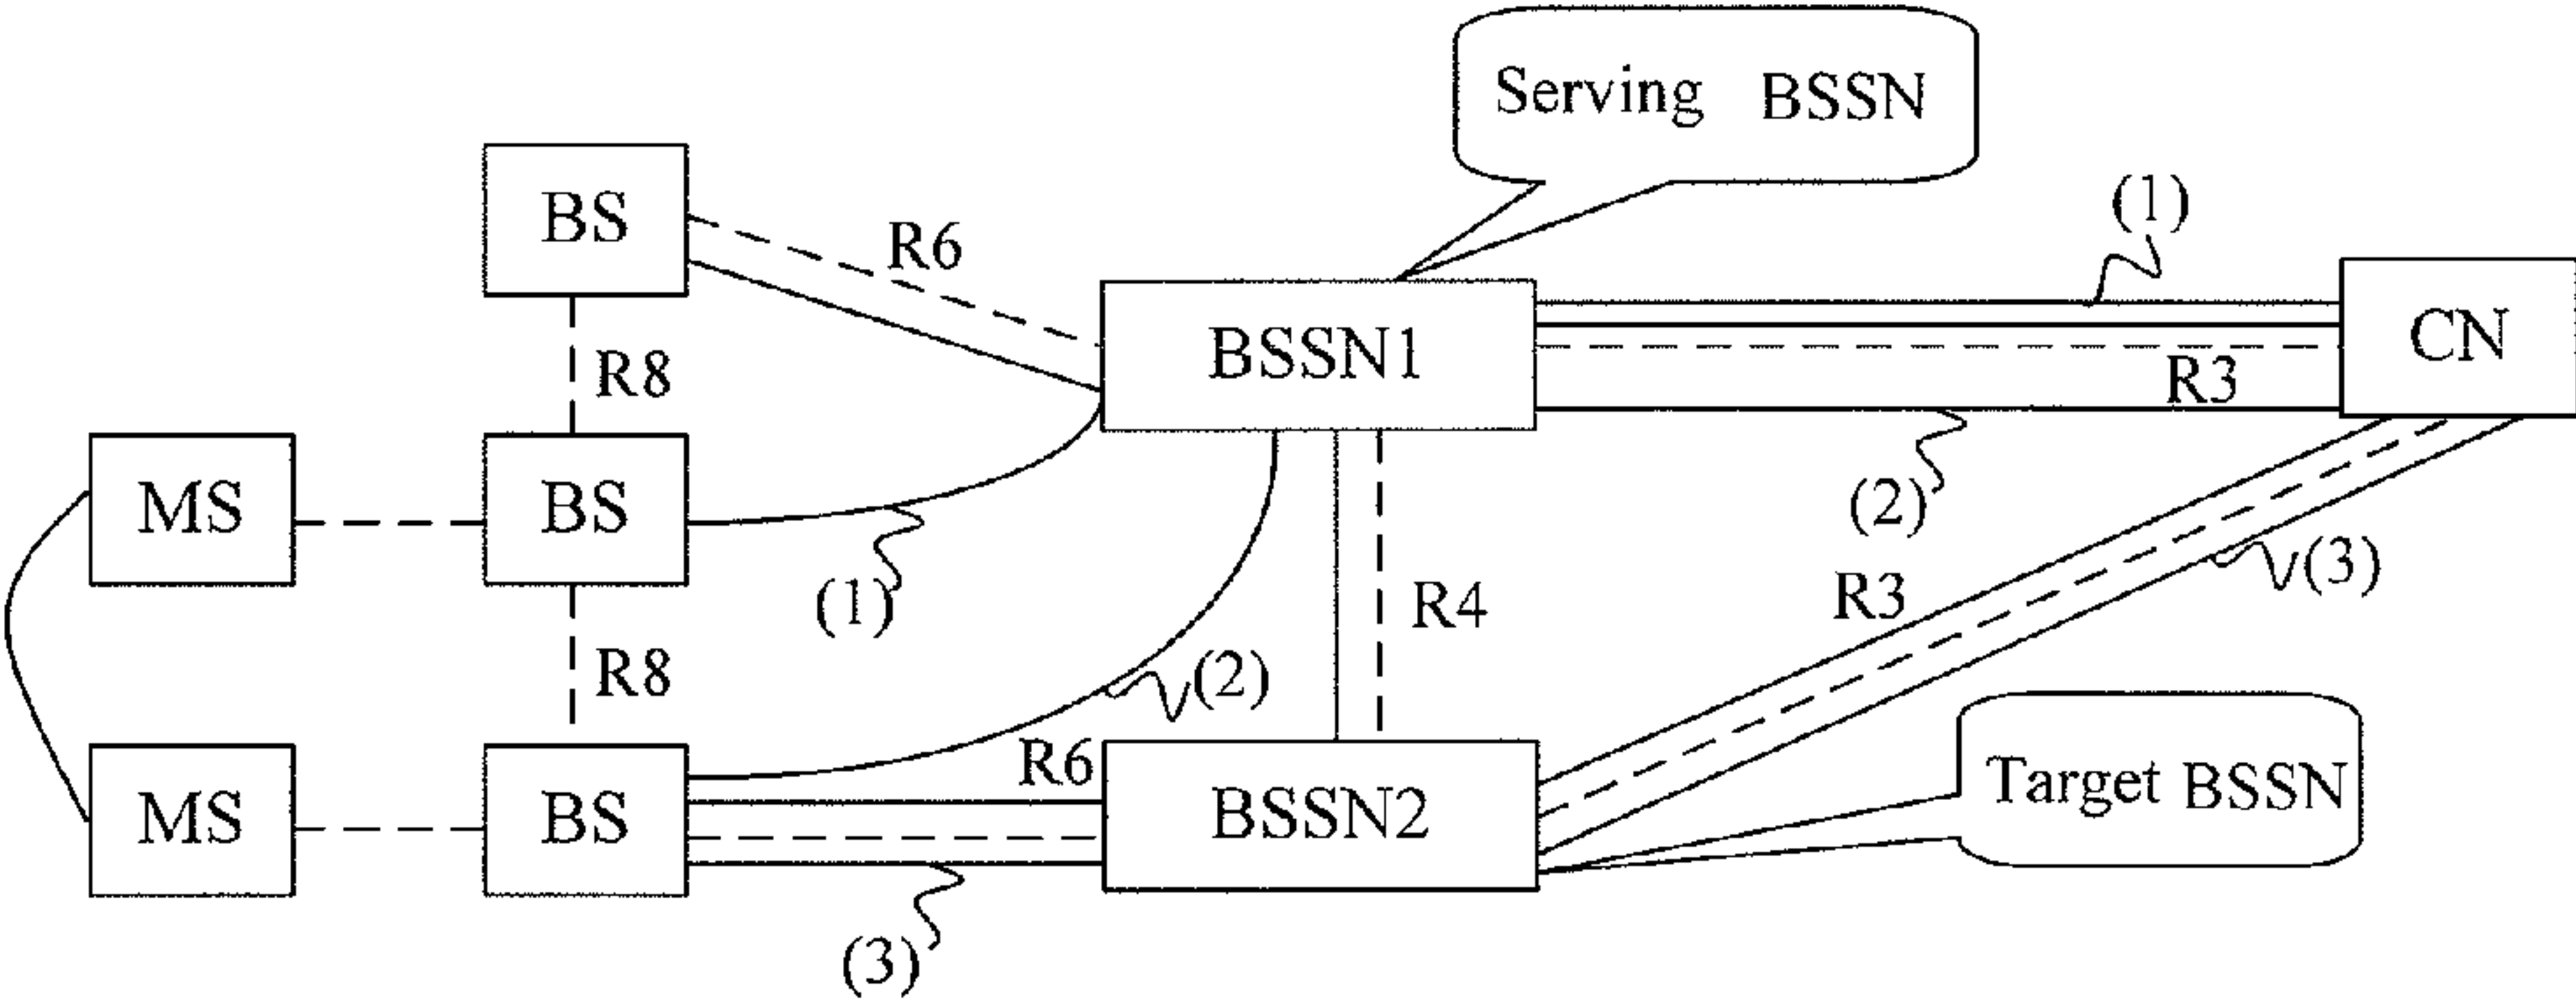 Serving BSSN
(1)
BS
R6
BSSN1
CN
R3
R8
MS
BS
(2)
(1)
R3
(3)
R4
R8
(2)
R6
MS
BS
BSSN2
Target BSSN
(3)